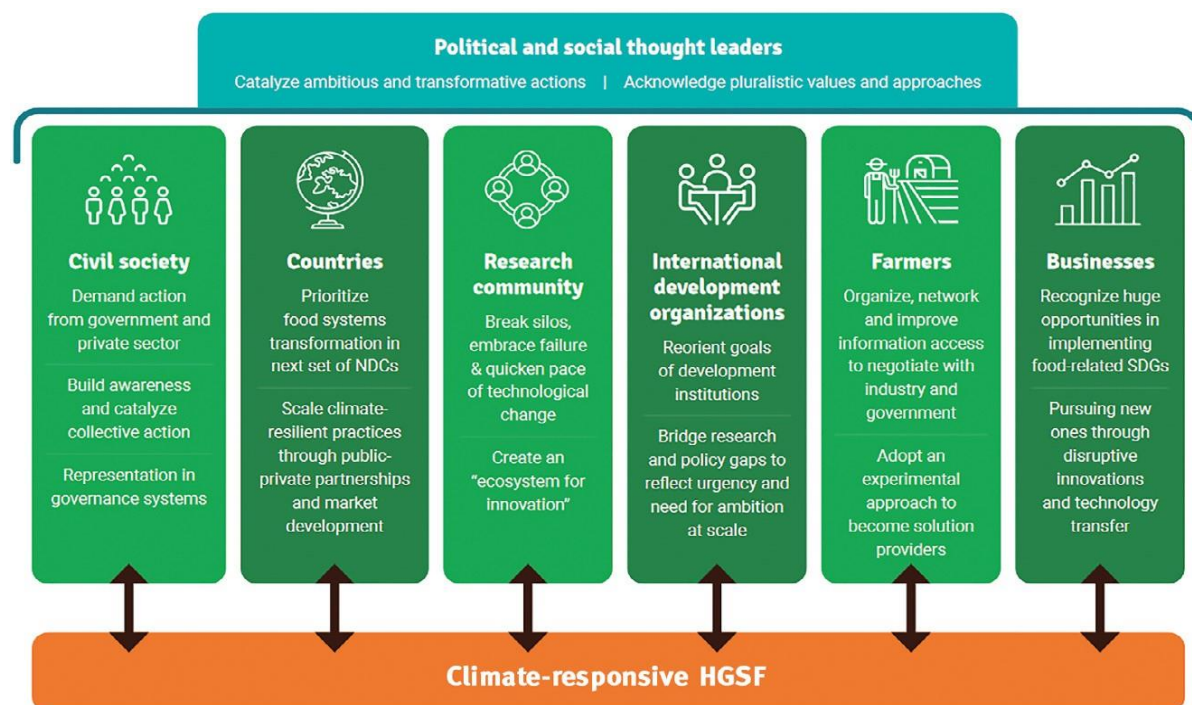 Political and social thought leaders
Catalyze ambitious and transformative actions | Acknowledge pluralistic values and approaches
Civil society
Demand action
from government and
private sector
Build awareness
and catalyze
collective action
Representation in
governance systems
Countries
Prioritize
food systems
transformation in
next set of NDCs
Scale climate-
resilient practices
through public-
private partnerships
and market
development
Research
community
Break silos,
embrace failure
& quicken pace
of technological
change
Create an
“ecosystem for
innovation”
International
development
organizations
Reorient goals
of development
institutions
Bridge research
and policy gaps to
reflect urgency and
need for ambition
at scale
Farmers
Organize, network
and improve
information access
to negotiate with
industry and
government
Adopt an
experimental
approach to
become solution
providers
Businesses
Recognize huge
opportunities in
implementing
food-related SDGs
Pursuing new
ones through
disruptive
innovations
and technology
transfer
Climate-responsive HGSF